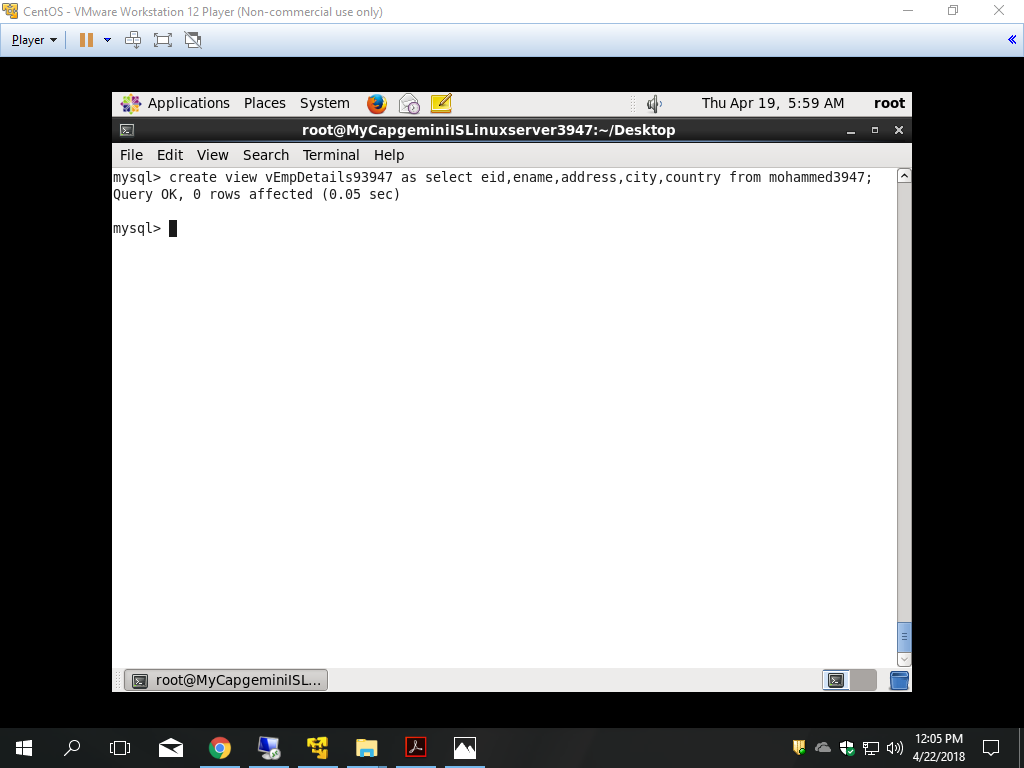 CentOS - VMware Workstation 12 Player (Non-commercial use only)
Player
Applications Places System Thu Apr 19, 5:59 AM root
root@MyCapgeminiISLinuxserver3947:~/Desktop
File Edit View Search Terminal Help
mysql> create view vEmpDetails93947 as select eid,ename,address,city,country from mohammed3947;
Query OK, 0 rows affected (0.05 sec)
mysql>
root@MyCapgeminiISL...
12:05 PM
4/22/2018